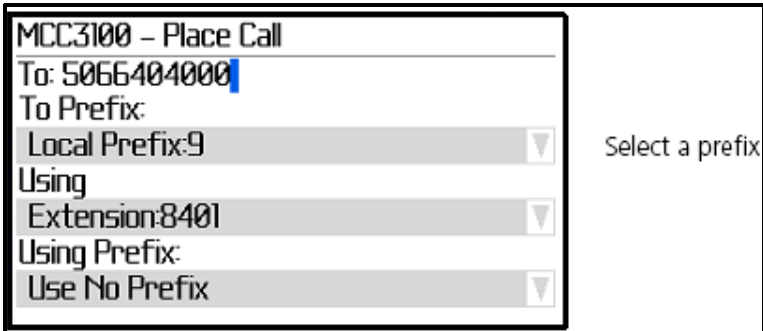 MCC3100 – Place Call
To: 5066404000
To Prefix:
Local Prefix:9
Select a prefix
Using
Extension:8401
Using Prefix:
Use No Prefix